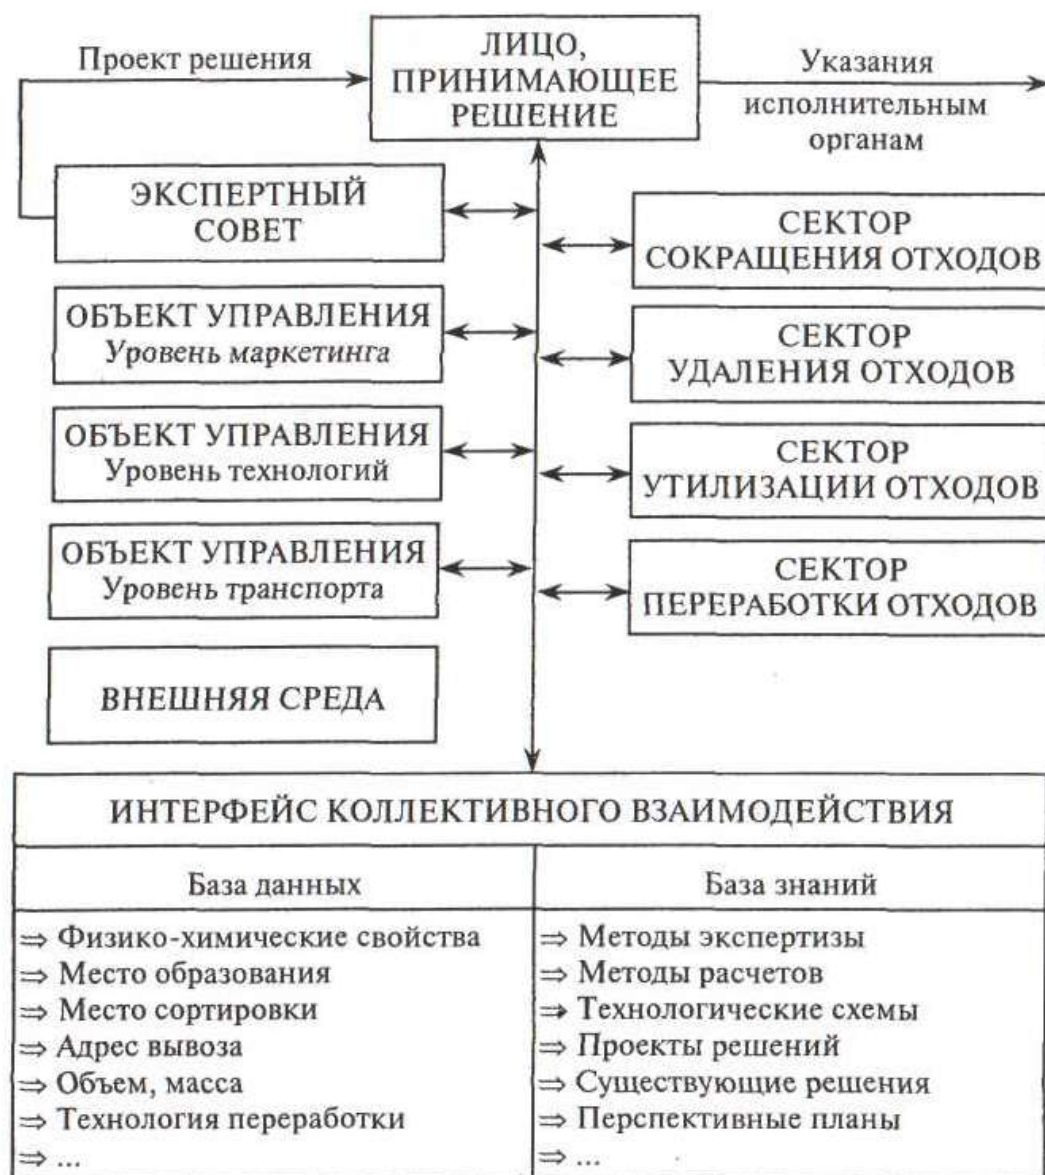 Проект решения
ЛИЦО,
ПРИНИМАЮЩЕЕ
РЕШЕНИЕ
Указания
исполнительным
органам
ЭКСПЕРТНЫЙ
СОВЕТ
ОБЪЕКТ УПРАВЛЕНИЯ
Уровень маркетинга
ОБЪЕКТ УПРАВЛЕНИЯ
Уровень технологий
ОБЪЕКТ УПРАВЛЕНИЯ
Уровень транспорта
ВНЕШНЯЯ СРЕДА
СЕКТОР
СОКРАЩЕНИЯ ОТХОДОВ
СЕКТОР
УДАЛЕНИЯ ОТХОДОВ
СЕКТОР
УТИЛИЗАЦИИ ОТХОДОВ
СЕКТОР
ПЕРЕРАБОТКИ ОТХОДОВ
ИНТЕРФЕЙС КОЛЛЕКТИВНОГО ВЗАИМОДЕЙСТВИЯ
База данных
⇒ Физико-химические свойства
⇒ Место образования
⇒ Место сортировки
⇒ Адрес вывоза
⇒ Объем, масса
⇒ Технология переработки
⇒ ...
База знаний
⇒ Методы экспертизы
⇒ Методы расчетов
⇒ Технологические схемы
⇒ Проекты решений
⇒ Существующие решения
⇒ Перспективные планы
⇒ ...